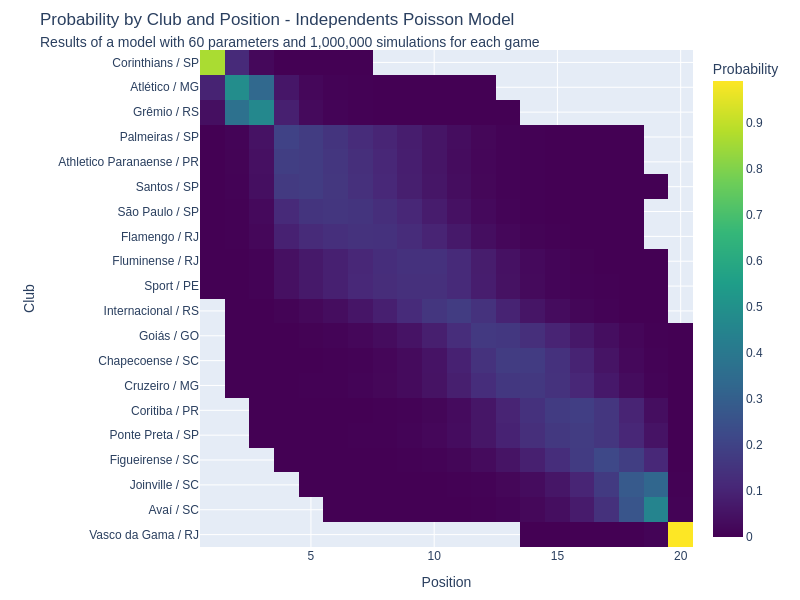 Probability by Club and Position - Independents Poisson Model
Results of a model with 60 parameters and 1,000,000 simulations for each game
Corinthians / SP
Atlético / MG
Grêmio / RS
Palmeiras / SP
Athletico Paranaense / PR
Santos / SP
São Paulo / SP
Flamengo / RJ
Fluminense / RJ
Sport / PE
Internacional / RS
Goiás / GO
Chapecoense / SC
Cruzeiro / MG
Coritiba / PR
Ponte Preta / SP
Figueirense / SC
Joinville / SC
Avaí / SC
Vasco da Gama / RJ
Club
5
10
15
20
Position
Probability
0.9
0.8
0.7
0.6
0.5
0.4
0.3
0.2
0.1
0